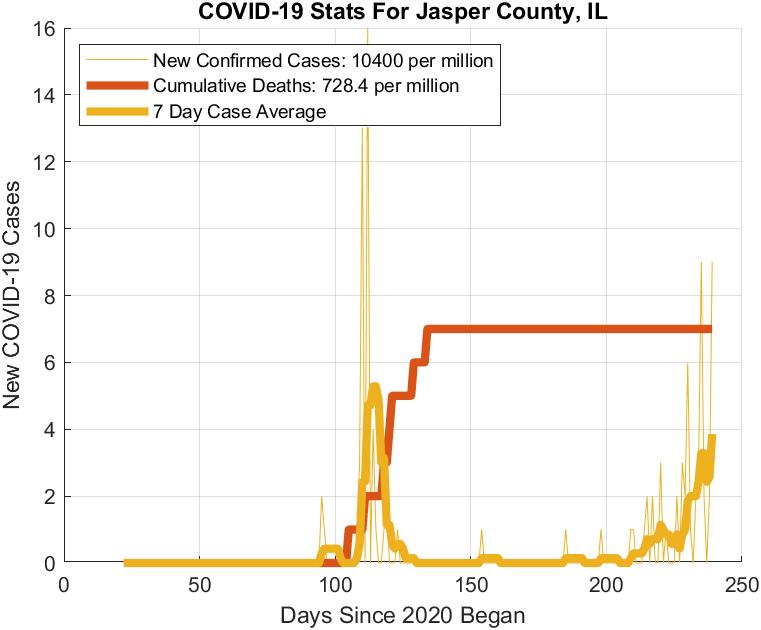 COVID-19 Stats For Jasper County, IL
New Confirmed Cases: 10400 per million
Cumulative Deaths: 728.4 per million
7 Day Case Average
New COVID-19 Cases
16
14
12
10
8
6
4
2
0
0 50 100 150 200 250
Days Since 2020 Began